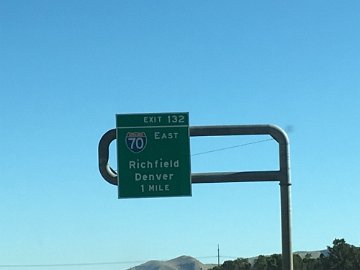 EXIT 132
70 EAST
Richfield
Denver
1 MILE